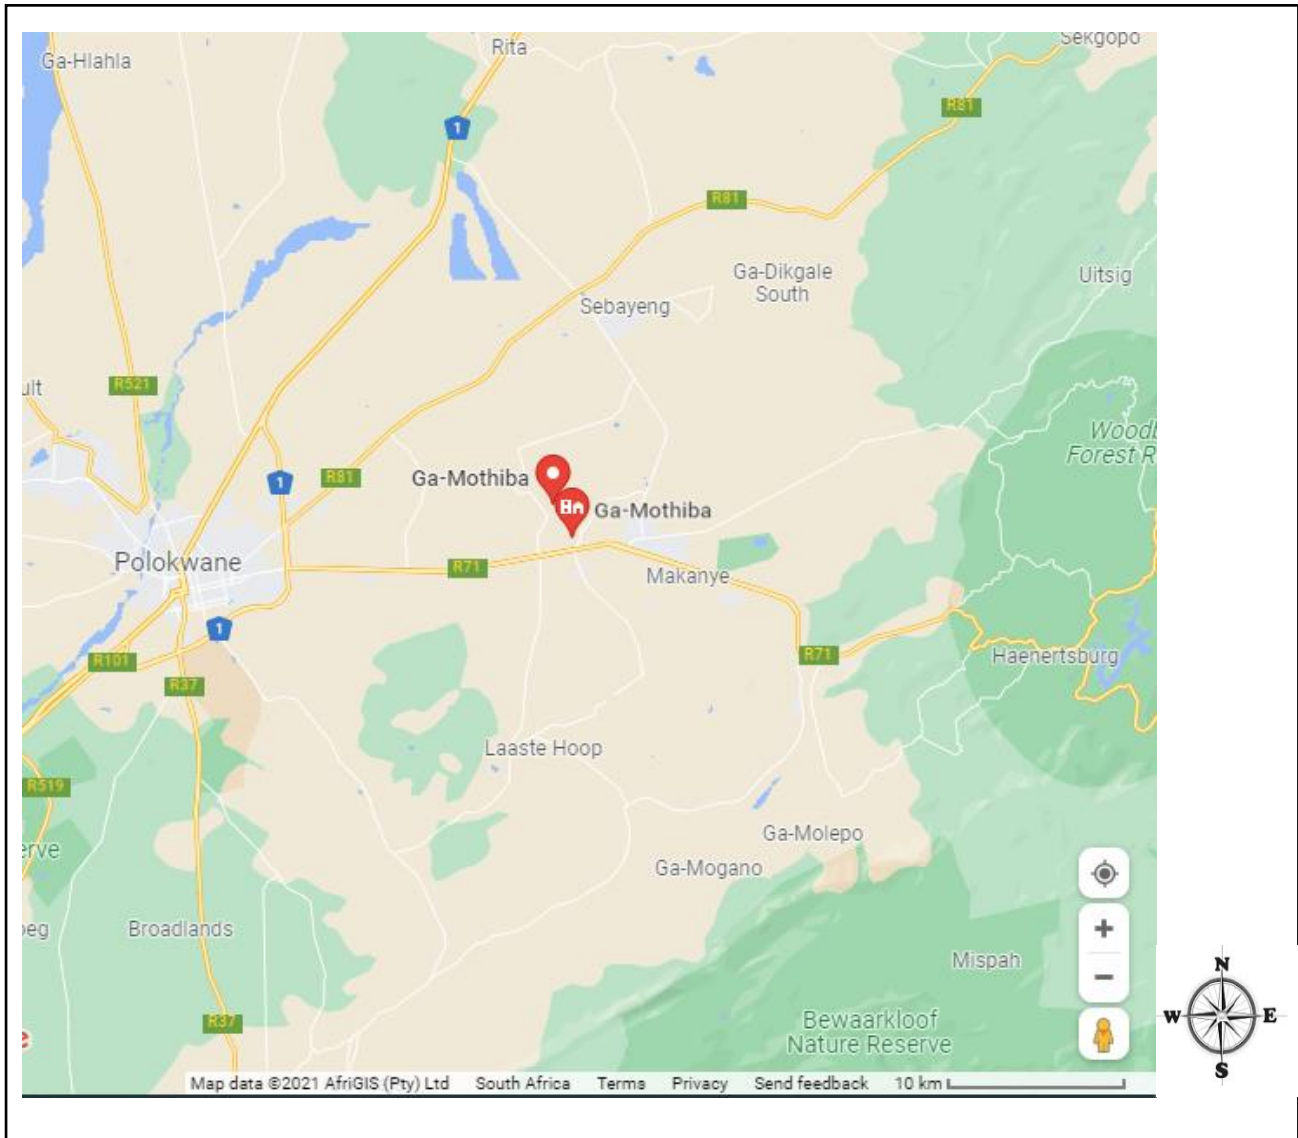 Sekgopo
Rita
Ga-Hlahla
R81
1
R81
Ga-Dikgale
South
Uitsig
Sebayeng
ult
R521
Woodb
Forest R
Ga-Mothiba
R81
1
Ga-Mothiba
Polokwane
R71
Makanye
1
R101
R71
Haenertsburg
R37
Laaste Hoop
R519
Ga-Molepo
erve
Ga-Mogano
oeg
Broadlands
Mispah
N
W
E
S
R37
Bewaarkloof
Nature Reserve
Map data ©2021 AfriGIS (Pty) Ltd South Africa Terms Privacy Send feedback 10 km